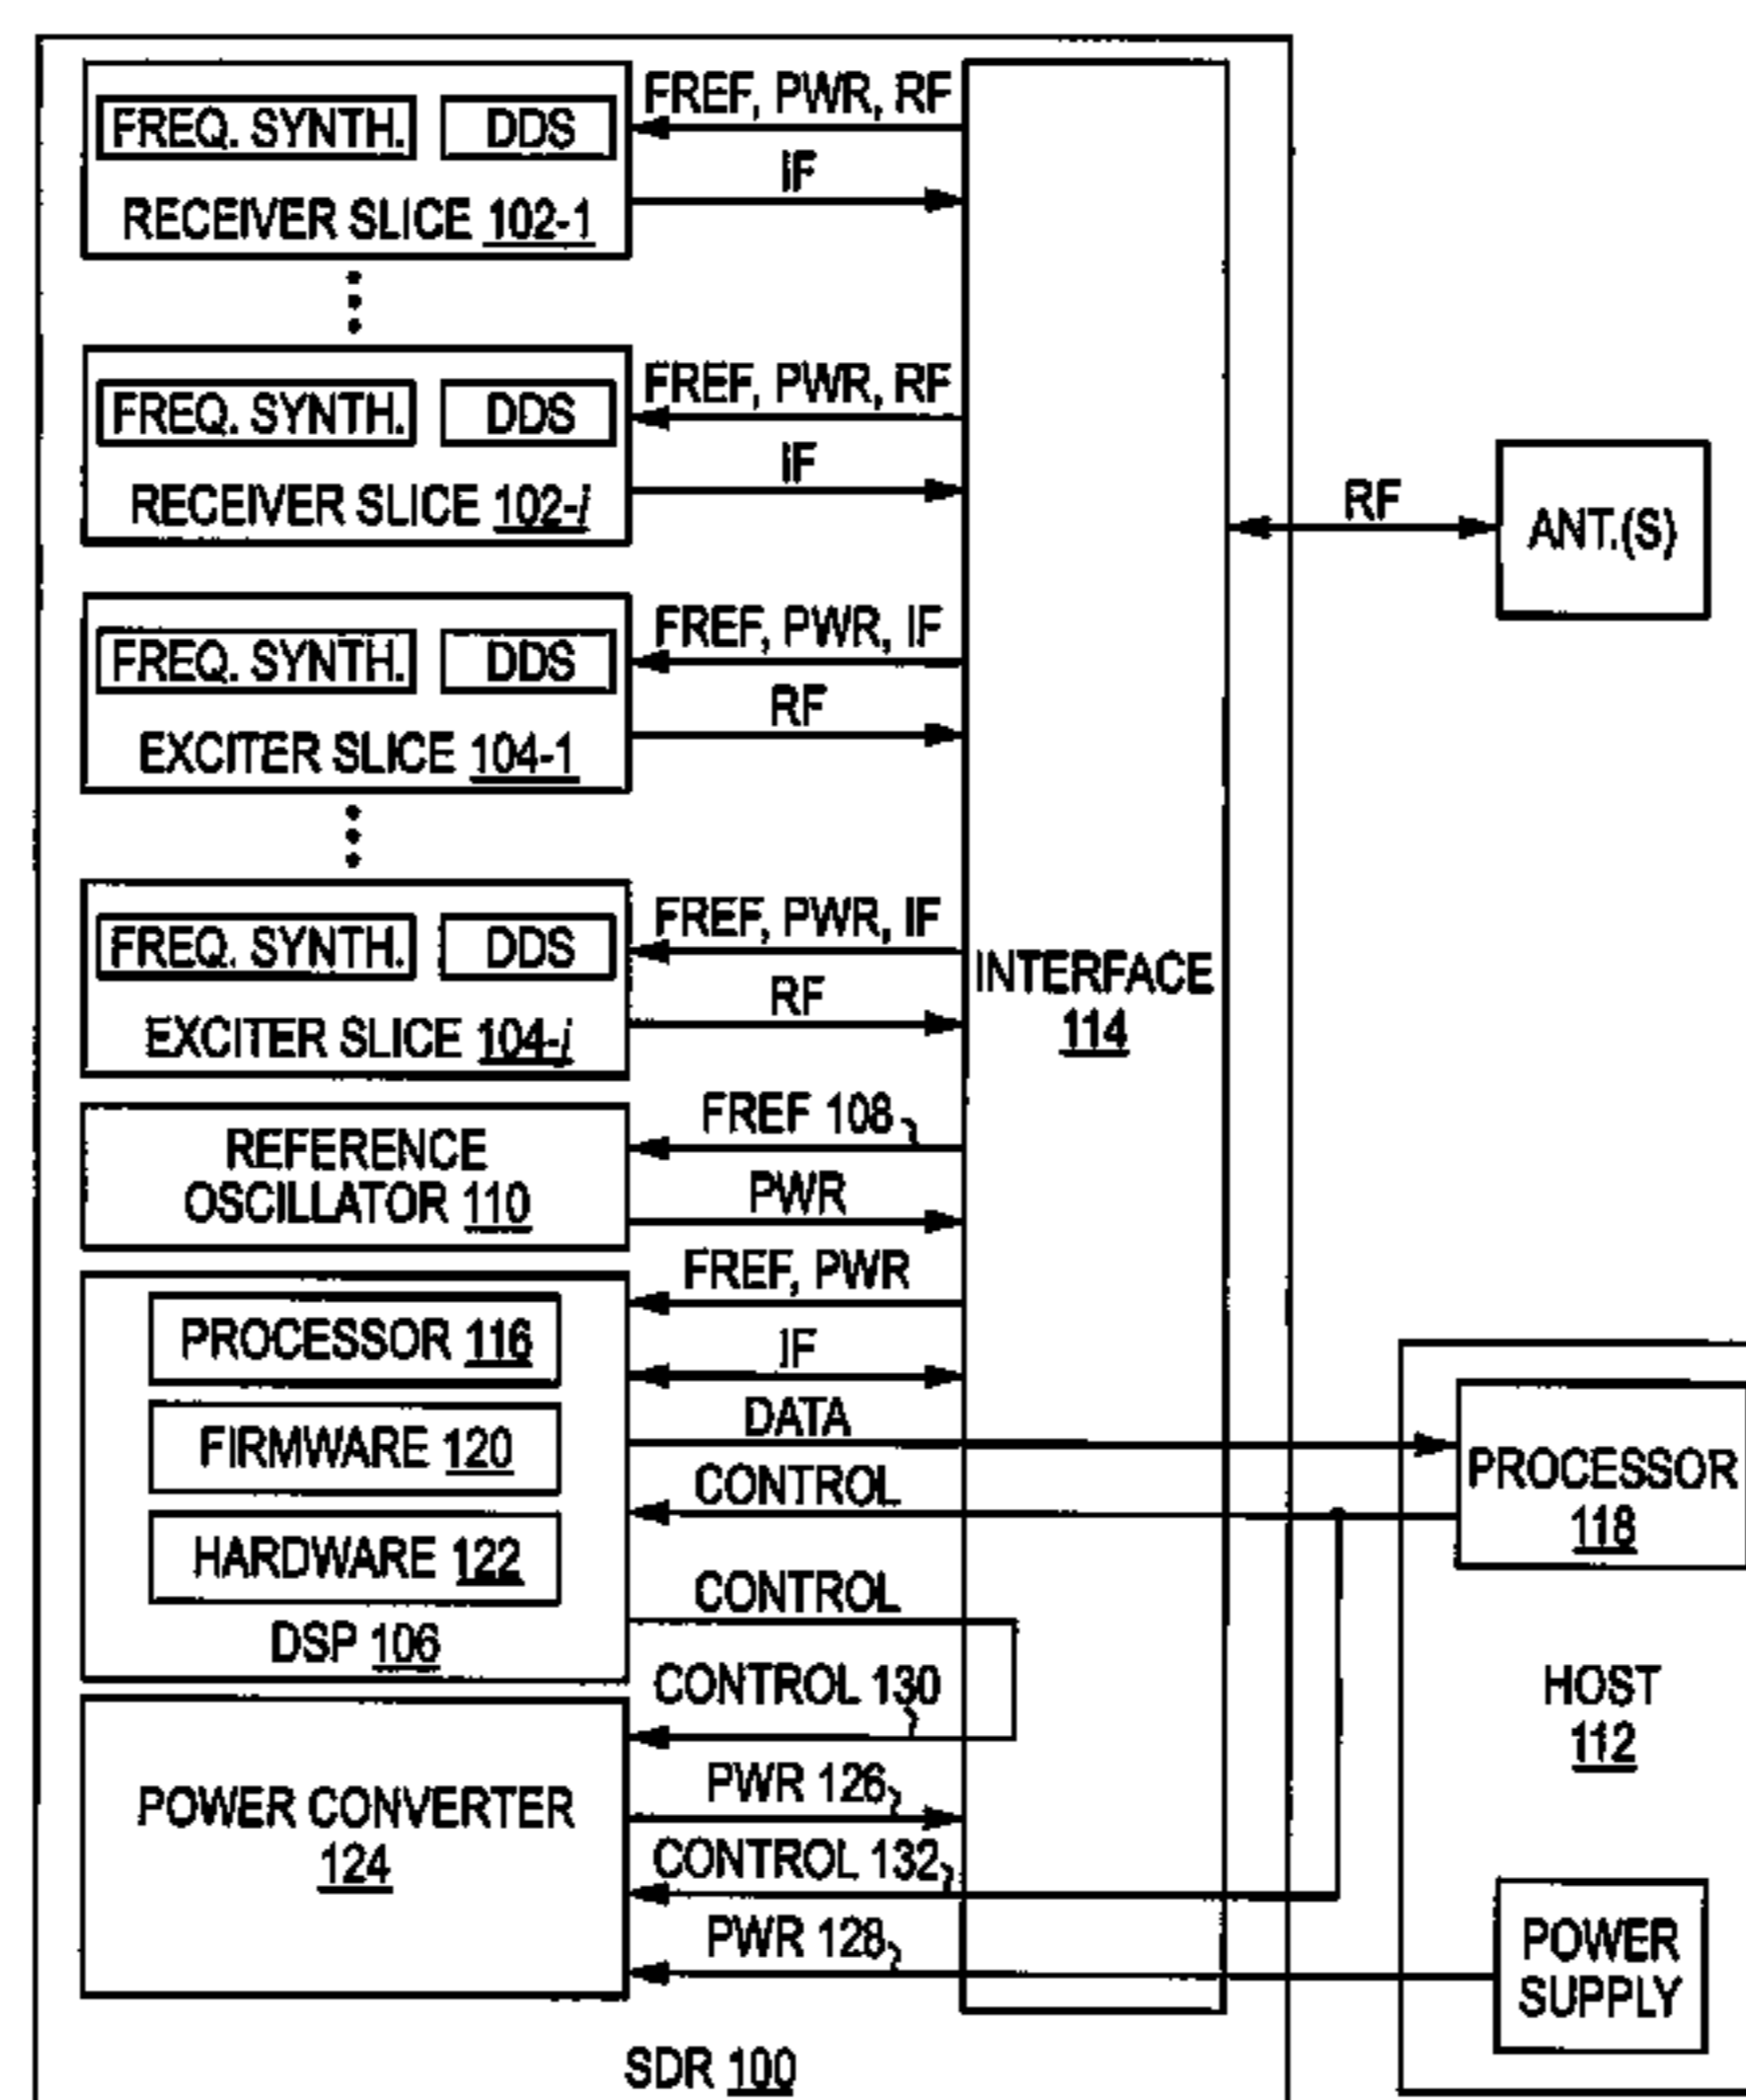 FREQ. SYNTH.
DDS
RECEIVER SLICE 102-1
FREF, PWR, RF
IF
FREQ. SYNTH.
DDS
RECEIVER SLICE 102-i
FREF, PWR, RF
IF
RF
ANT.(S)
FREQ. SYNTH.
DDS
EXCITER SLICE 104-1
FREF, PWR, IF
RF
FREQ. SYNTH.
DDS
EXCITER SLICE 104-j
FREF, PWR, IF
RF
INTERFACE
114
REFERENCE
OSCILLATOR 110
FREF 108
PWR
FREF, PWR
IF
DATA
CONTROL
CONTROL
PROCESSOR 116
FIRMWARE 120
HARDWARE 122
DSP 106
PROCESSOR
118
HOST
112
CONTROL 130
PWR 126
CONTROL 132
PWR 128
POWER CONVERTER
124
POWER
SUPPLY
SDR 100